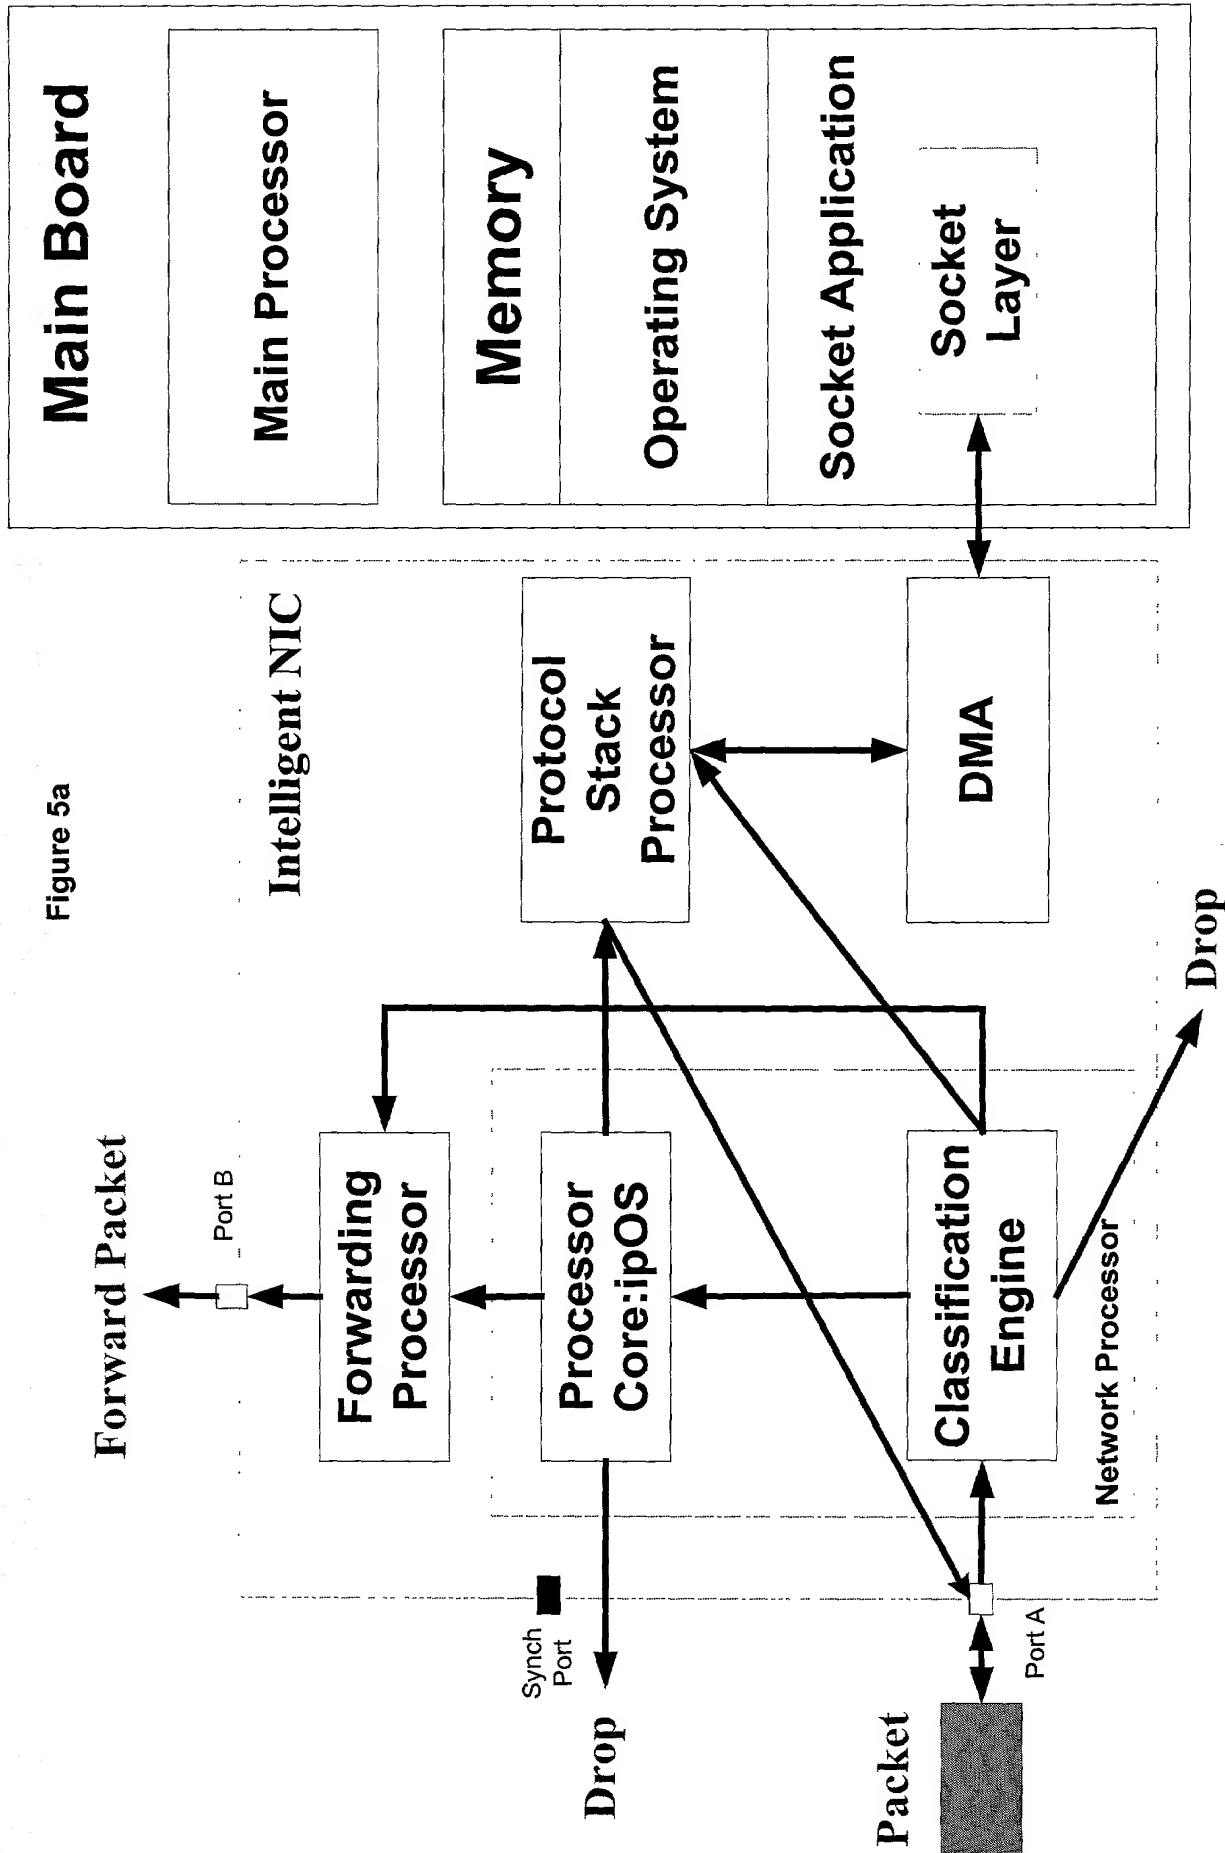 Figure 5a
Main Board
Main Processor
Memory
Operating System
Socket Application
Socket
Layer
Intelligent NIC
Protocol
Stack
Processor
DMA
Forward Packet
Port B
Forwarding
Processor
Processor
Core::ipOS
Classification
Engine
Network Processor
Drop
Synch
Port
Drop
Port A
Packet